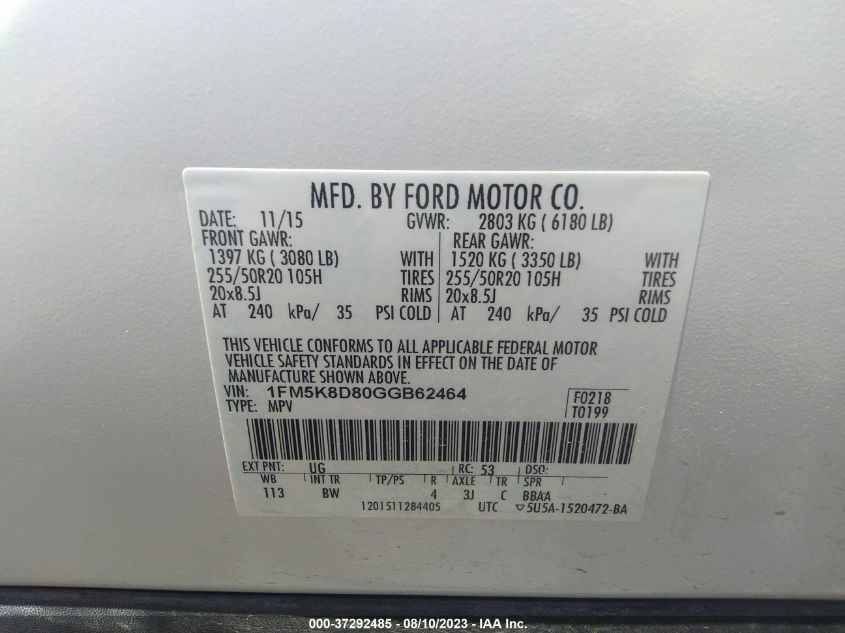 MFD. BY FORD MOTOR CO.
DATE: 11/15 GVWR: 2803 KG ( 6180 LB)
FRONT GAWR: REAR GAWR:
1397 KG ( 3080 LB) WITH 1520 KG ( 3350 LB) WITH
255/50R20 105H TIRES 255/50R20 105H TIRES
20x8.5J RIMS 20x8.5J RIMS
AT 240 kPa/ 35 PSI COLD AT 240 kPa/ 35 PSI COLD
THIS VEHICLE CONFORMS TO ALL APPLICABLE FEDERAL MOTOR
VEHICLE SAFETY STANDARDS IN EFFECT ON THE DATE OF
MANUFACTURE SHOWN ABOVE.
VIN: 1FM5K8D80GGB62464 F0218
TYPE: MPV T0199
EXT PNT: UG RC: 53 DSO:
WB INT TR TP/PS R AXLE TR SPR
113 BW 4 3J C BBAA
1201511284405 UTC ▽5U5A-1520472-BA
000-37292485 - 08/10/2023 - © IAA Inc.